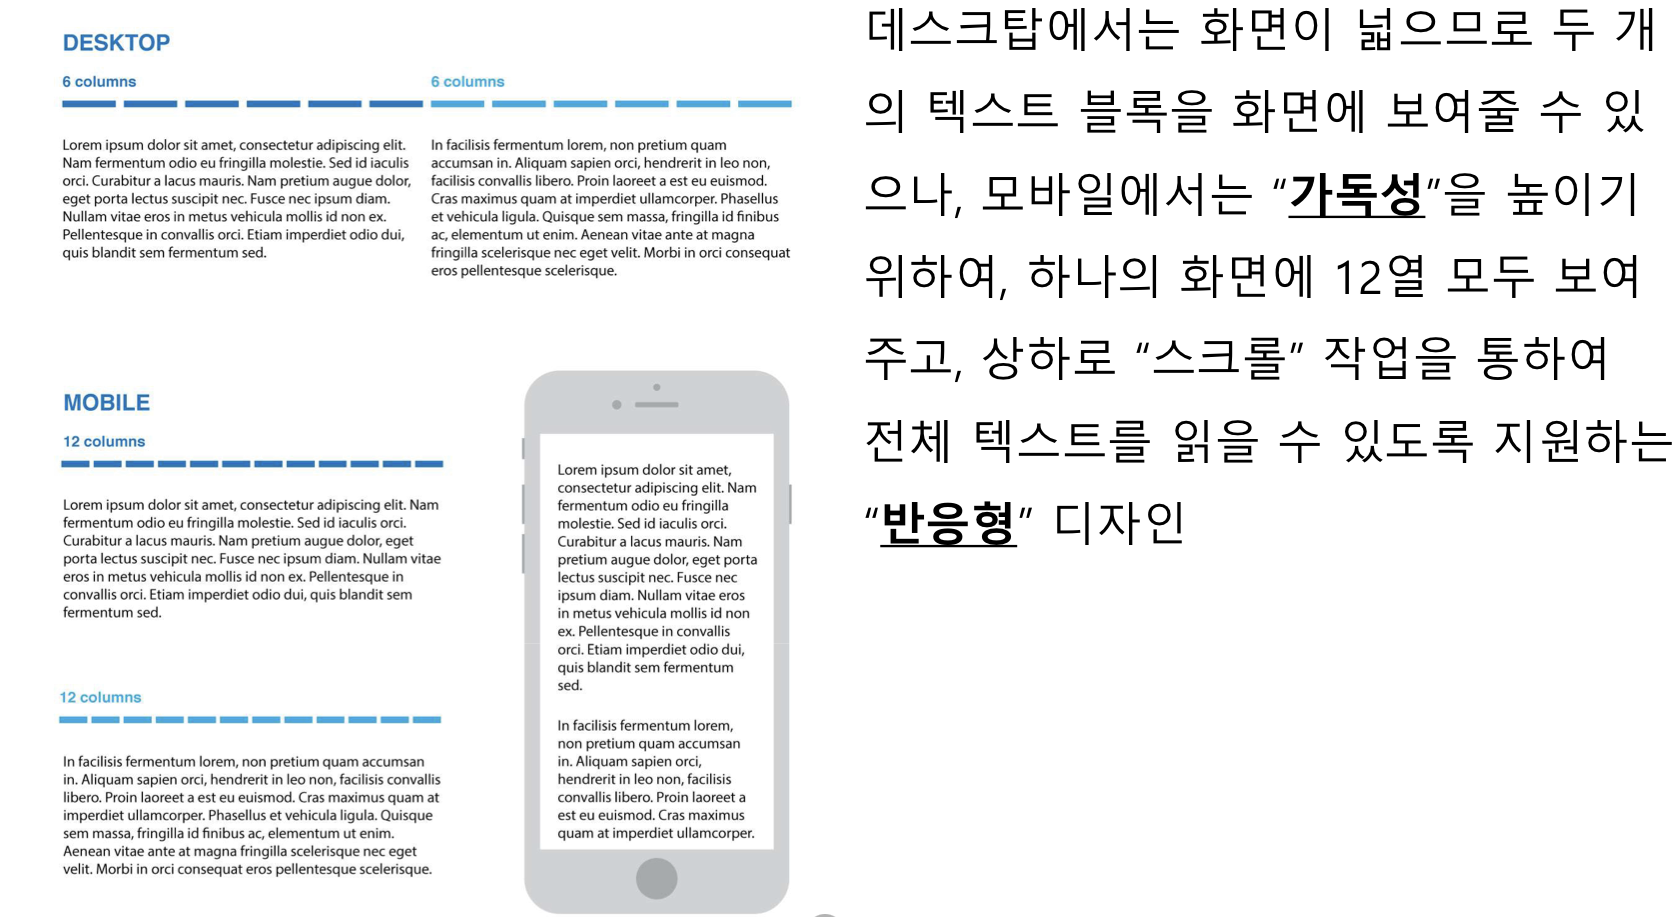 DESKTOP
6 columns
Lorem ipsum dolor sit amet, consectetur adipiscing elit.
Nam fermentum odio eu fringilla molestie. Sed id iaculis
orci. Curabitur a lacus mauris. Nam pretium augue dolor,
eget porta lectus suscipit nec. Fusce nec ipsum diam.
Nullam vitae eros in metus vehicula mollis id non ex.
Pellentesque in convallis orci. Etiam imperdiet odio dui,
quis blandit sem fermentum sed.
6 columns
In facilisis fermentum lorem, non pretium quam
accumsan in. Aliquam sapien orci, hendrerit in leo non,
facilisis convallis libero. Proin laoreet a est eu euismod.
Cras maximus quam at imperdiet ullamcorper. Phasellus
et vehicula ligula. Quisque sem massa, fringilla id finibus
ac, elementum ut enim. Aenean vitae ante at magna
fringilla scelerisque nec eget velit. Morbi in orci consequat
eros pellentesque scelerisque.
MOBILE
12 columns
Lorem ipsum dolor sit amet, consectetur adipiscing elit. Nam
fermentum odio eu fringilla molestie. Sed id iaculis orci.
Curabitur a lacus mauris. Nam pretium augue dolor, eget
porta lectus suscipit nec. Fusce nec ipsum diam. Nullam vitae
eros in metus vehicula mollis id non ex. Pellentesque in
convallis orci. Etiam imperdiet odio dui, quis blandit sem
fermentum sed.
12 columns
In facilisis fermentum lorem, non pretium quam accumsan
in. Aliquam sapien orci, hendrerit in leo non, facilisis convallis
libero. Proin laoreet a est eu euismod. Cras maximus quam at
imperdiet ullamcorper. Phasellus et vehicula ligula. Quisque
sem massa, fringilla id finibus ac, elementum ut enim.
Aenean vitae ante at magna fringilla scelerisque nec eget
velit. Morbi in orci consequat eros pellentesque scelerisque.
Lorem ipsum dolor sit amet,
consectetur adipiscing elit. Nam
fermentum odio eu fringilla
molestie. Sed id iaculis orci.
Curabitur a lacus mauris. Nam
pretium augue dolor, eget porta
lectus suscipit nec. Fusce nec
ipsum diam. Nullam vitae eros
in metus vehicula mollis id non
ex. Pellentesque in convallis
orci. Etiam imperdiet odio dui,
quis blandit sem fermentum
sed.
In facilisis fermentum lorem,
non pretium quam accumsan
in. Aliquam sapien orci,
hendrerit in leo non, facilisis
convallis libero. Proin laoreet a
est eu euismod. Cras maximus
quam at imperdiet ullamcorper.
데스크탑에서는 화면이 넓으므로 두 개
의 텍스트 블록을 화면에 보여줄 수 있
으나, 모바일에서는 “가독성”을 높이기
위하여, 하나의 화면에 12열 모두 보여
주고, 상하로 “스크롤” 작업을 통하여
전체 텍스트를 읽을 수 있도록 지원하는
“반응형” 디자인